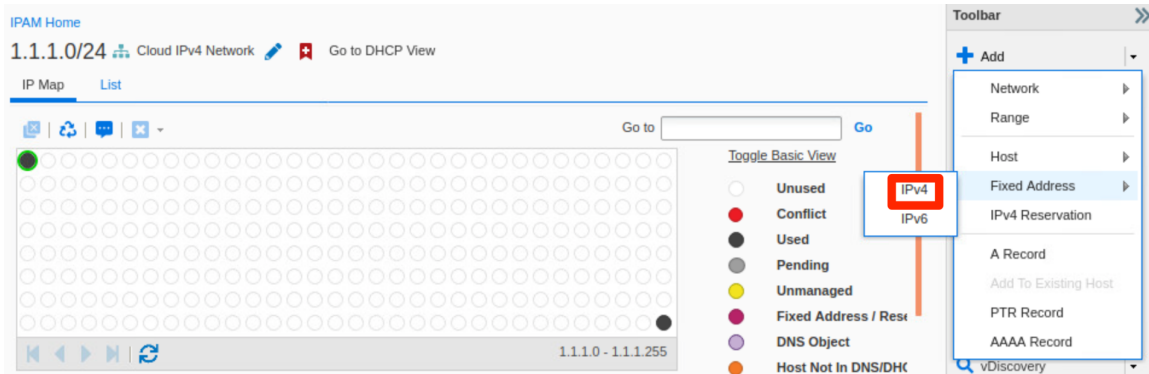 IPAM Home
1.1.1.0/24 Cloud IPv4 Network Go to DHCP View
IP Map List
Go to Go
Toggle Basic View
Unused
Conflict
Used
Pending
Unmanaged
Fixed Address / Rese
DNS Object
Host Not In DNS/DHC
1.1.1.0 - 1.1.1.255
IPv4
IPv6
Toolbar
Add
Network
Range
Host
Fixed Address
IPv4 Reservation
A Record
Add To Existing Host
PTR Record
AAAA Record
vDiscovery